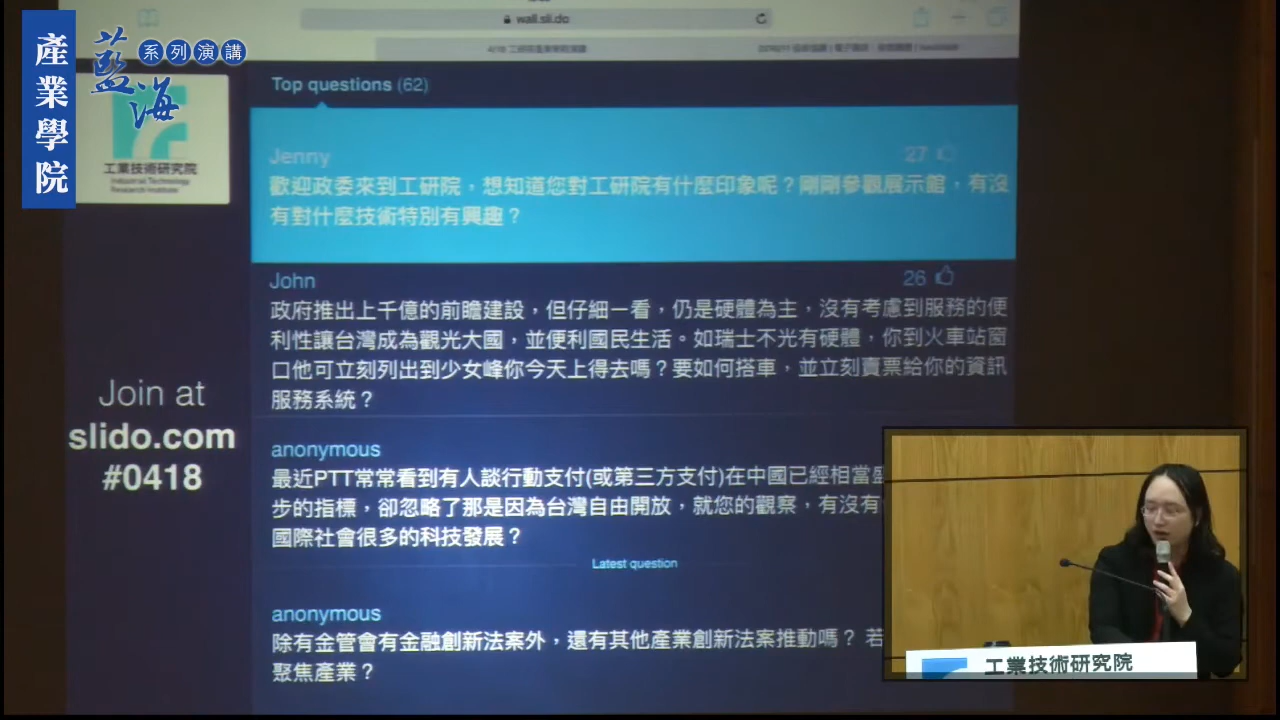 wall.sli.do
產業學院
藍海
系列演講
工業技術研究院
Industrial Technology
Research Institute
Top questions (62)
Jenny
27
歡迎政委來到工研院，想知道您對工研院有什麼印象呢？剛剛參觀展示館，有沒
有對什麼技術特別有興趣？
John
26
政府推出上千億的前瞻建設，但仔細一看，仍是硬體為主，沒有考慮到服務的便
利性讓台灣成為觀光大國，並便利國民生活。如瑞士不光有硬體，你到火車站窗
口他可立刻列出到少女峰你今天上得去嗎？要如何搭車，並立刻賣票給你的資訊
服務系統？
Join at
slido.com
#0418
anonymous
最近PTT常常看到有人談行動支付(或第三方支付)在中國已經相當
步的指標，卻忽略了那是因為台灣自由開放，就您的觀察，有沒有
國際社會很多的科技發展？
Latest question
anonymous
除有金管會有金融創新法案外，還有其他產業創新法案推動嗎？ 若
聚焦產業？
工業技術研究院